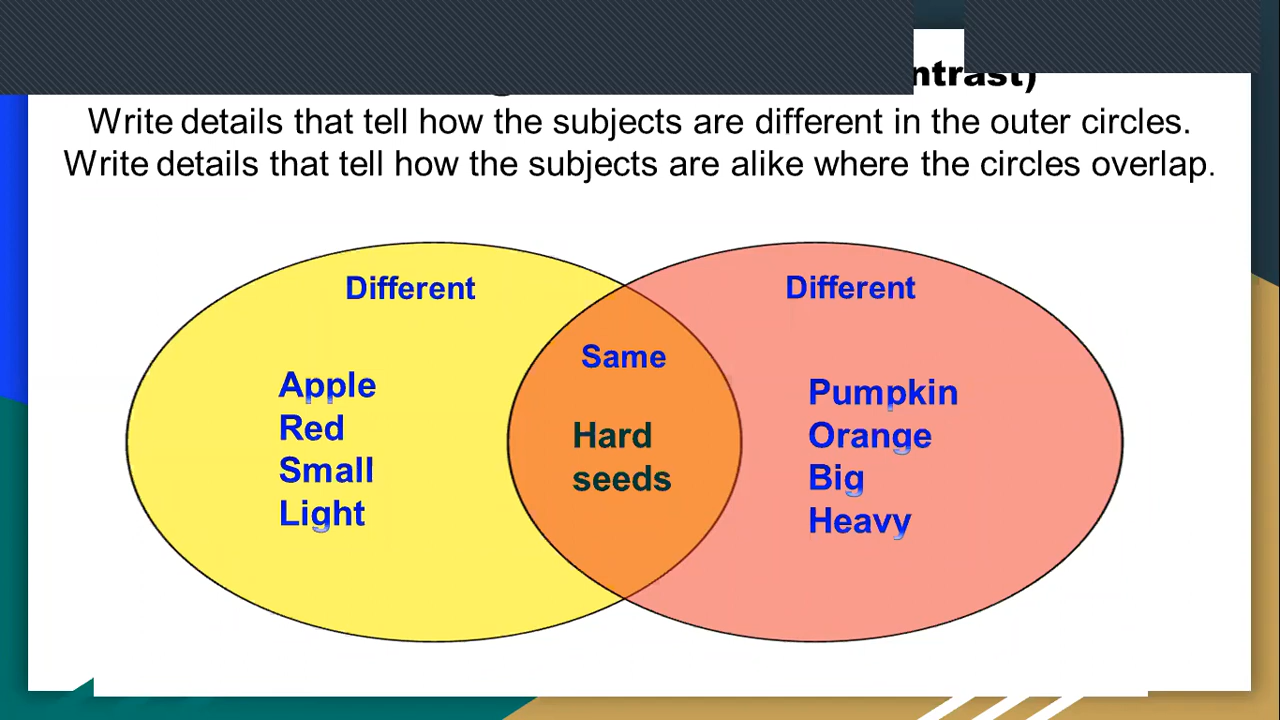 Write details that tell how the subjects are different in the outer circles.
Write details that tell how the subjects are alike where the circles overlap.
Different
Apple
Red
Small
Light
Same
Hard
seeds
Different
Pumpkin
Orange
Big
Heavy